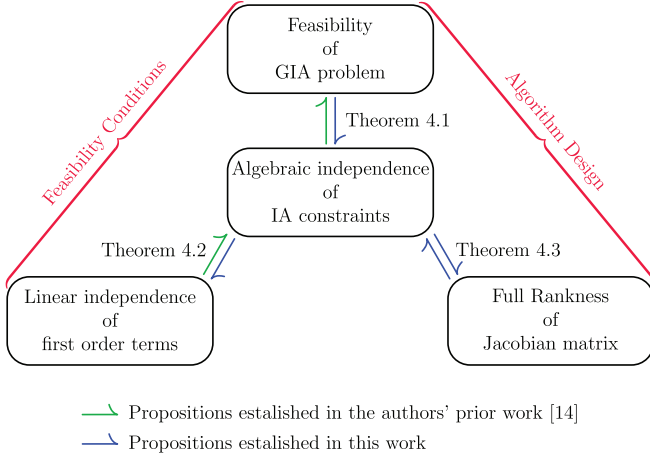 Feasibility
of
GIA problem
Feasibility Conditions
Algorithm Design
Theorem 4.1
Algebraic independence
of
IA constraints
Theorem 4.2
Theorem 4.3
Linear independence
of
first order terms
Full Rankness
of
Jacobian matrix
Propositions estalished in the authors' prior work [14]
Propositions estalished in this work